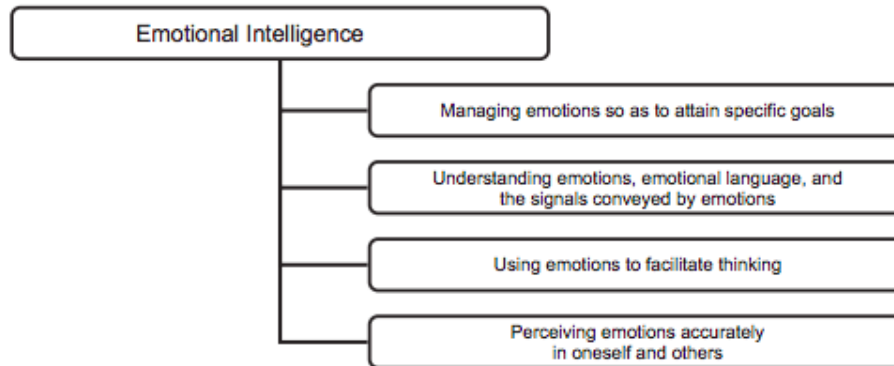 Emotional Intelligence
Managing emotions so as to attain specific goals
Understanding emotions, emotional language, and
the signals conveyed by emotions
Using emotions to facilitate thinking
Perceiving emotions accurately
in oneself and others